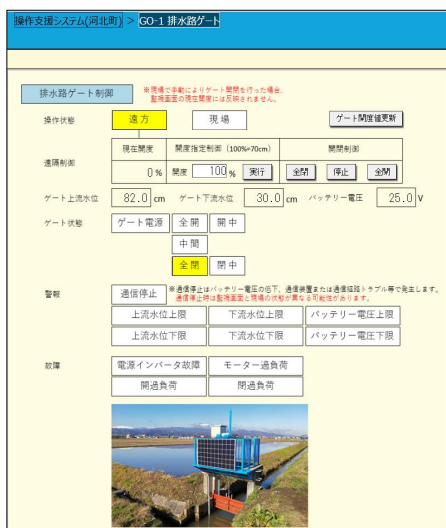 操作支援システム(河北町) > GO-1 排水路ゲート
排水路ゲート制御
※現場で手動によりゲート開閉を行った場合、
監視画面の現在開度には反映されません。
操作状態 遠方 現場 ゲート開度値更新
現在開度 開度指定制御 (100%=70cm) 開閉制御
遠隔制御 0 % 開度 100 % 実行 全開 停止 全閉
ゲート上流水位 82.0 cm ゲート下流水位 30.0 cm バッテリー電圧 25.0 V
ゲート状態 ゲート電源 全開 開中
中間
全閉 閉中
警報 通信停止 ※通信停止はバッテリー電圧の低下、通信装置または通信経路トラブル等で発生します。
通信停止時は監視画面と現場の状態が異なる可能性があります。
上流水位上限 下流水位上限 バッテリー電圧上限
上流水位下限 下流水位下限 バッテリー電圧下限
故障 電源インバータ故障 モーター過負荷
開過負荷 閉過負荷